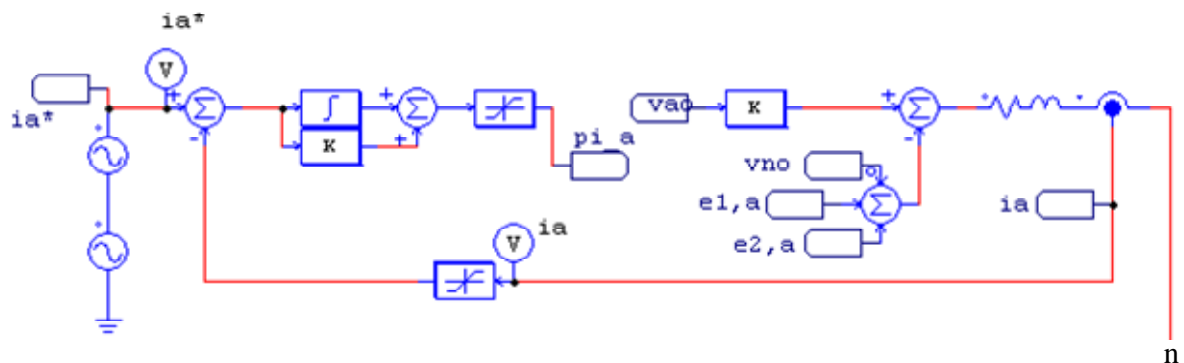 ia*
V
ia*
Σ
+
-
∫
K
+
+
Σ
pi_a
vao
K
+
-
Σ
vno
e1,a
e2,a
Σ
ia
V
ia
n